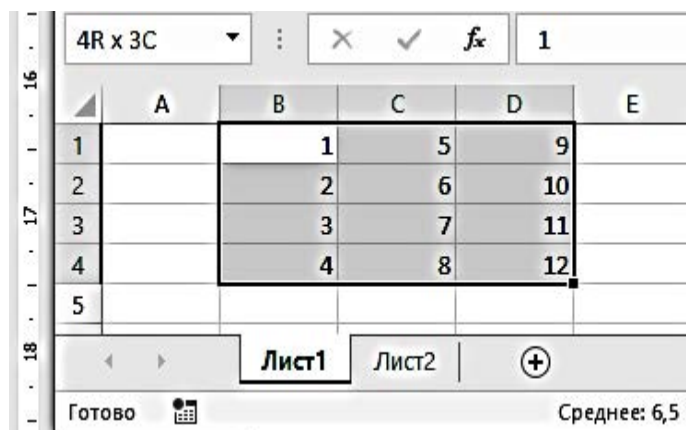 4R x 3C fx 1
A B C D E
1 1 5 9
2 2 6 10
3 3 7 11
4 4 8 12
5
Лист1 Лист2
Готово Среднее: 6,5
16
17
18